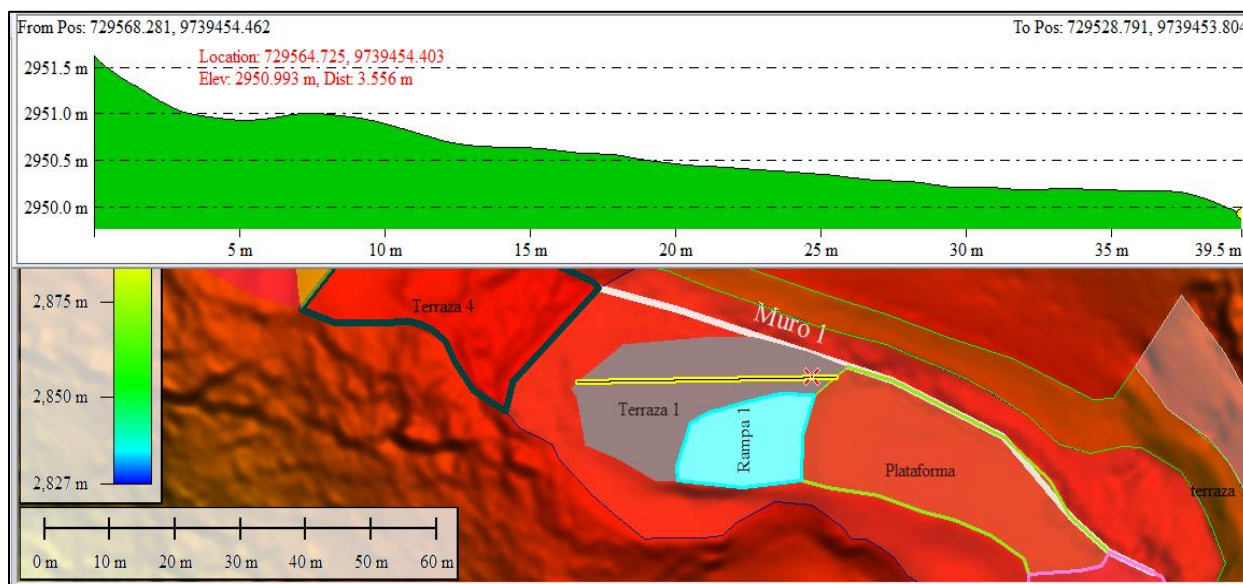 From Pos: 729568.281, 9739454.462
To Pos: 729528.791, 9739453.804
Location: 729564.725, 9739454.403
Elev: 2950.993 m, Dist: 3.556 m
2951.5 m
2951.0 m
2950.5 m
2950.0 m
5 m
10 m
15 m
20 m
25 m
30 m
35 m
39.5 m
2,875 m
2,850 m
2,827 m
Terraza 4
Muro 1
Terraza 1
Rampa 1
Plataforma
terraza
0 m
10 m
20 m
30 m
40 m
50 m
60 m